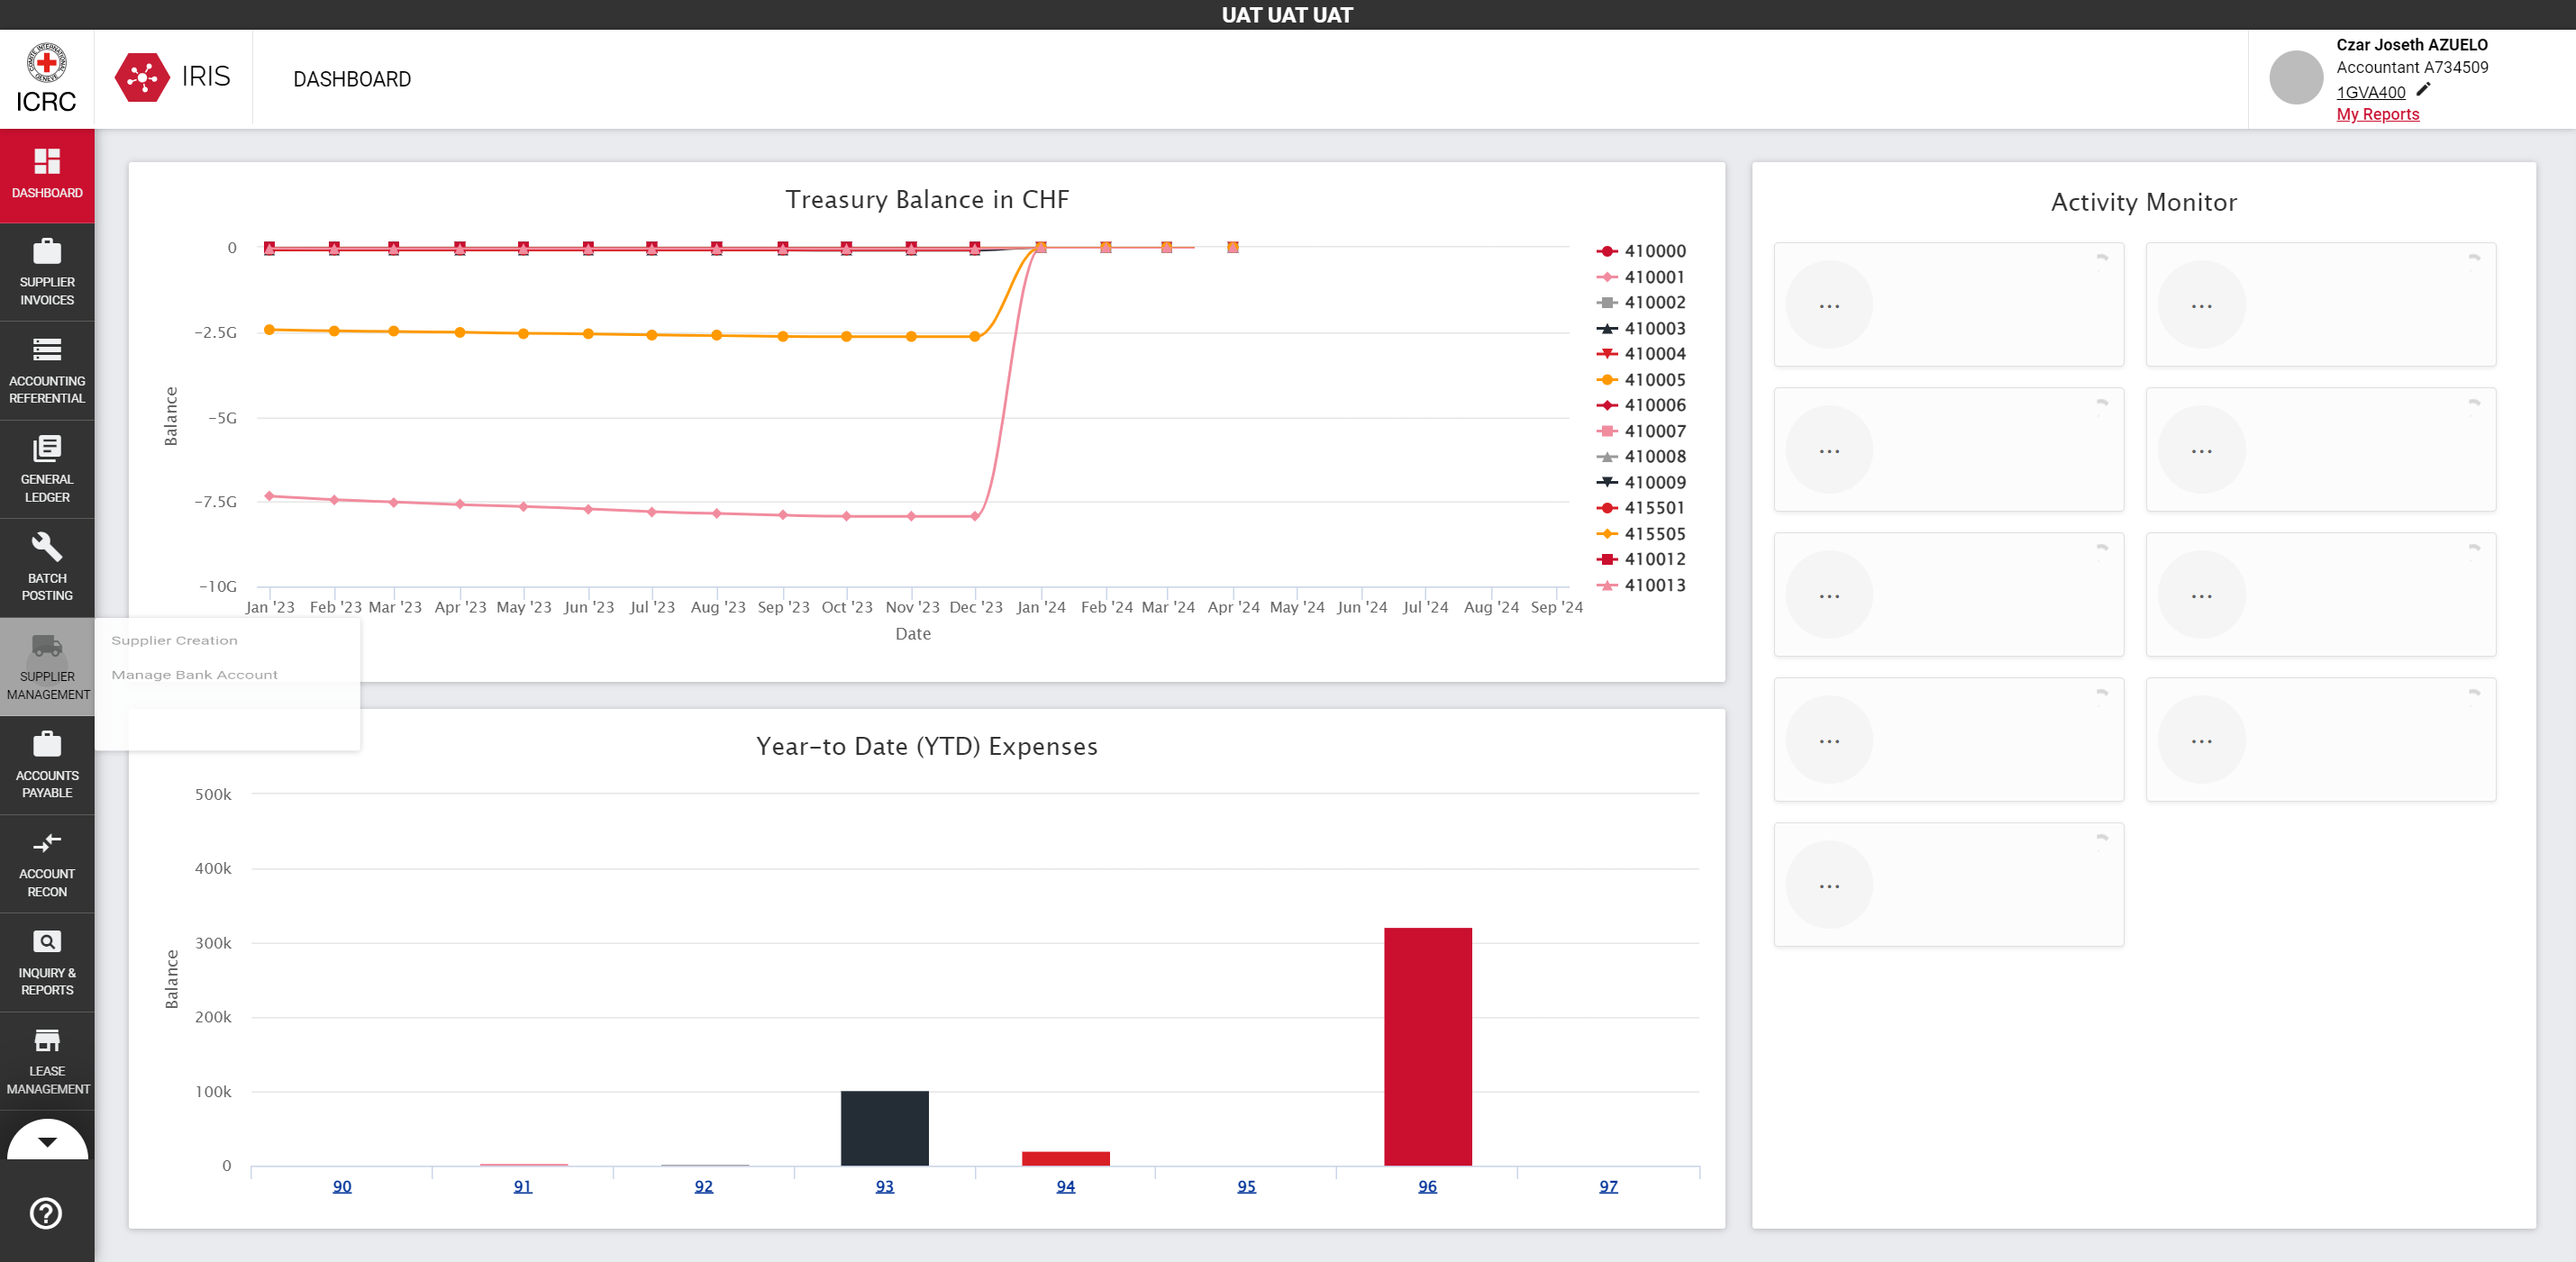 UAT UAT UAT
ICRC
IRIS
DASHBOARD
Czar Joseth AZUELO
Accountant A734509
1GVA400
My Reports
DASHBOARD
SUPPLIER
INVOICES
ACCOUNTING
REFERENTIAL
GENERAL
LEDGER
BATCH
POSTING
SUPPLIER
MANAGEMENT
ACCOUNTS
PAYABLE
ACCOUNT
RECON
INQUIRY &
REPORTS
LEASE
MANAGEMENT
Supplier Creation
Manage Bank Account
Treasury Balance in CHF
Balance
0
-2.5G
-5G
-7.5G
-10G
Jan '23 Feb '23 Mar '23 Apr '23 May '23 Jun '23 Jul '23 Aug '23 Sep '23 Oct '23 Nov '23 Dec '23 Jan '24 Feb '24 Mar '24 Apr '24 May '24 Jun '24 Jul '24 Aug '24 Sep '24
Date
410000
410001
410002
410003
410004
410005
410006
410007
410008
410009
415501
415505
410012
410013
Year-to Date (YTD) Expenses
Balance
500k
400k
300k
200k
100k
0
90 91 92 93 94 95 96 97
Activity Monitor
... ...
... ...
... ...
... ...
...